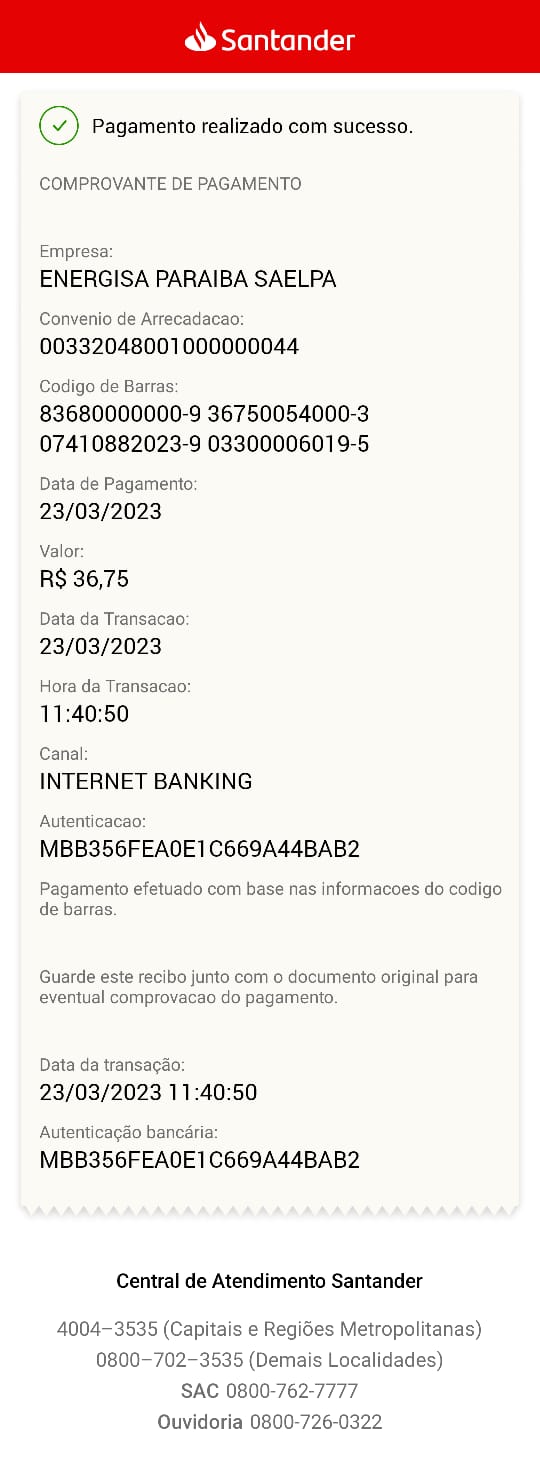 Santander
Pagamento realizado com sucesso.
COMPROVANTE DE PAGAMENTO
Empresa:
ENERGISA PARAIBA SAELPA
Convenio de Arrecadacao:
00332048001000000044
Codigo de Barras:
83680000000-9 36750054000-3
07410882023-9 03300006019-5
Data de Pagamento:
23/03/2023
Valor:
R$ 36,75
Data da Transacao:
23/03/2023
Hora da Transacao:
11:40:50
Canal:
INTERNET BANKING
Autenticacao:
MBB356FEA0E1C669A44BAB2
Pagamento efetuado com base nas informacoes do codigo
de barras.
Guarde este recibo junto com o documento original para
eventual comprovacao do pagamento.
Data da transação:
23/03/2023 11:40:50
Autenticação bancária:
MBB356FEA0E1C669A44BAB2
Central de Atendimento Santander
4004–3535 (Capitais e Regiões Metropolitanas)
0800–702–3535 (Demais Localidades)
SAC 0800-762-7777
Ouvidoria 0800-726-0322